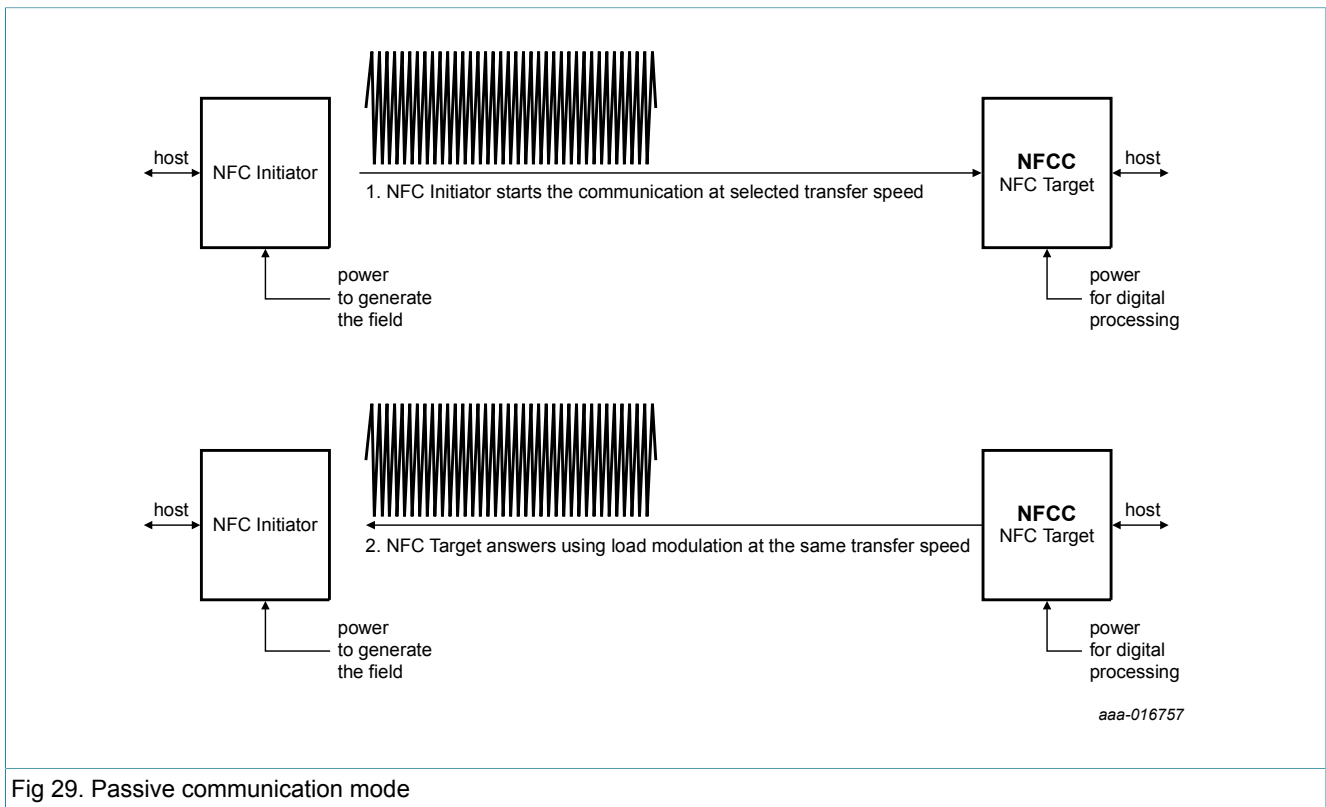 host
NFC Initiator
1. NFC Initiator starts the communication at selected transfer speed
NFCC
NFC Target
host
power
to generate
the field
power
for digital
processing
host
NFC Initiator
2. NFC Target answers using load modulation at the same transfer speed
NFCC
NFC Target
host
power
to generate
the field
power
for digital
processing
aaa-016757
Fig 29. Passive communication mode